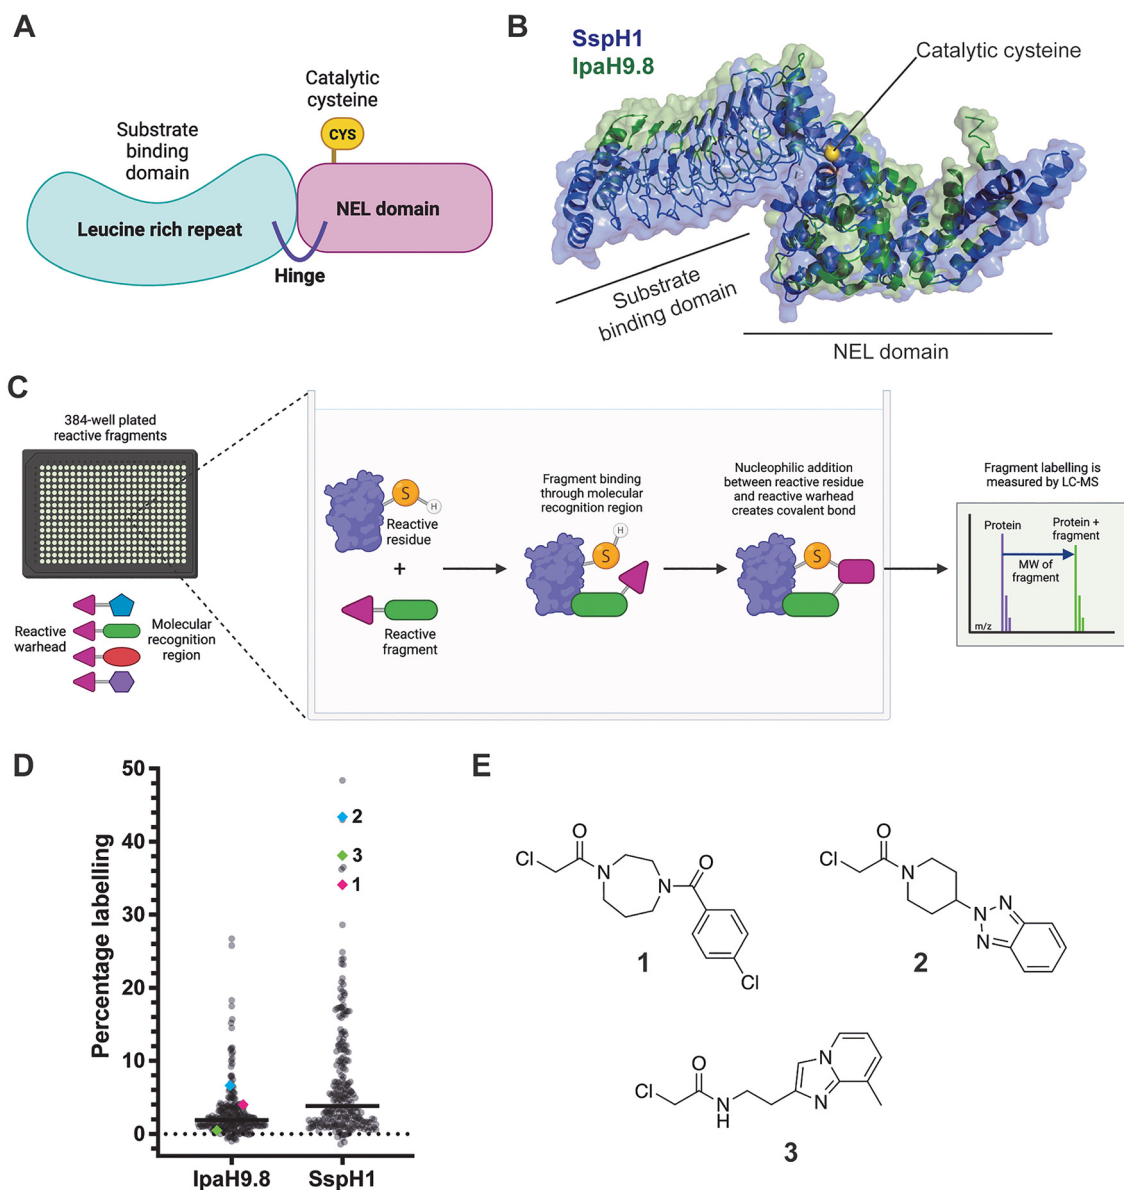 A
Catalytic
cysteine
CYS
Substrate
binding
domain
Leucine rich repeat
NEL domain
Hinge
B
SspH1
IpaH9.8
Catalytic cysteine
Substrate
binding domain
NEL domain
C
384-well plated
reactive fragments
Reactive
warhead
Molecular
recognition
region
S
H
Reactive
residue
+
Reactive
fragment
Fragment binding
through molecular
recognition region
H
S
Nucleophilic addition
between reactive residue
and reactive warhead
creates covalent bond
S
Fragment labelling is
measured by LC-MS
Protein
Protein +
fragment
MW of
fragment
m/z
D
Percentage labelling
50
40
30
20
10
0
2
3
1
IpaH9.8
SspH1
E
Cl
O
N
N
O
Cl
1
Cl
O
N
N
N
N
2
Cl
O
N
H
N
N
3